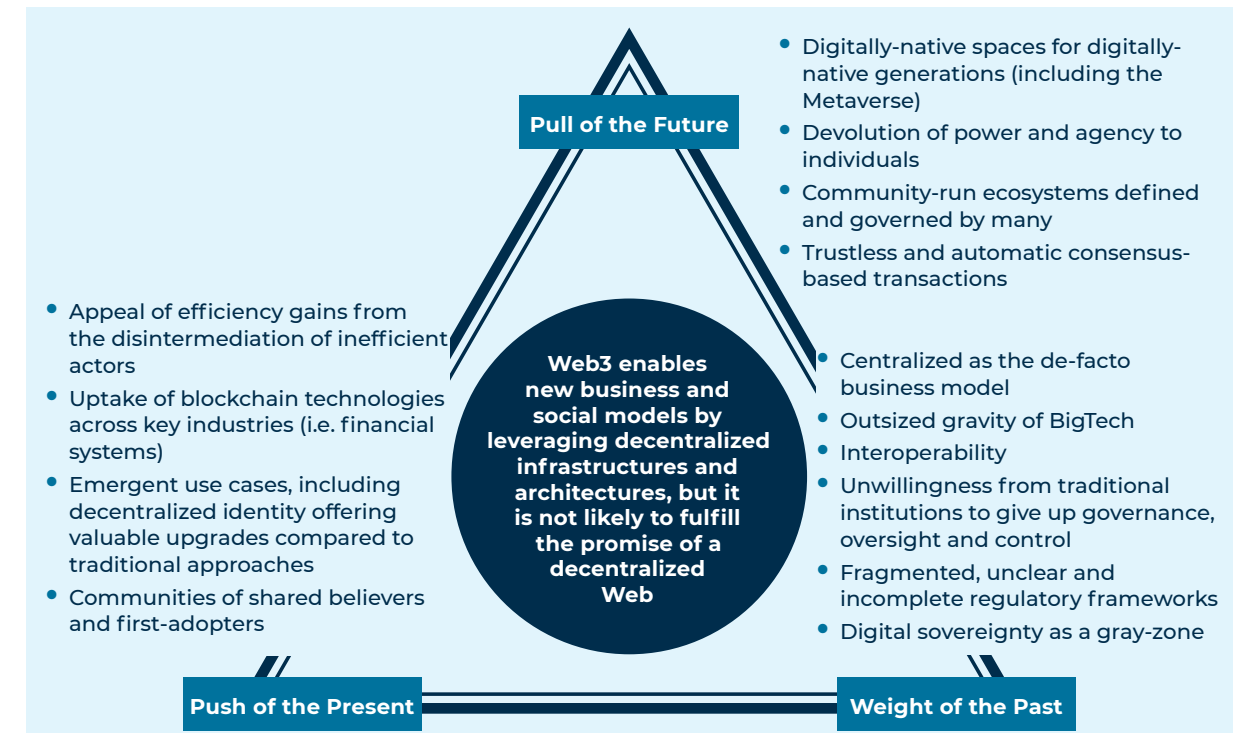 Pull of the Future
• Digitally-native spaces for digitally-
native generations (including the
Metaverse)
• Devolution of power and agency to
individuals
• Community-run ecosystems defined
and governed by many
• Trustless and automatic consensus-
based transactions
• Appeal of efficiency gains from
the disintermediation of inefficient
actors
• Uptake of blockchain technologies
across key industries (i.e. financial
systems)
• Emergent use cases, including
decentralized identity offering
valuable upgrades compared to
traditional approaches
• Communities of shared believers
and first-adopters
Web3 enables
new business and
social models by
leveraging decentralized
infrastructures and
architectures, but it
is not likely to fulfill
the promise of a
decentralized
Web
• Centralized as the de-facto
business model
• Outsized gravity of BigTech
• Interoperability
• Unwillingness from traditional
institutions to give up governance,
oversight and control
• Fragmented, unclear and
incomplete regulatory frameworks
• Digital sovereignty as a gray-zone
Push of the Present
Weight of the Past